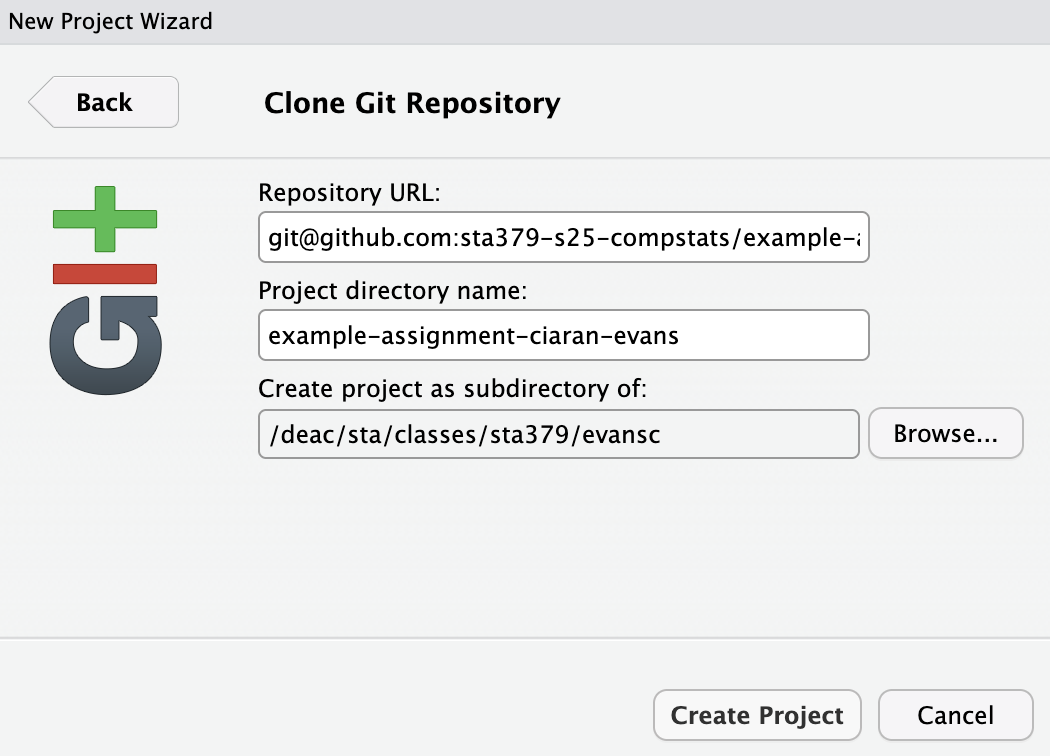 New Project Wizard
Back
Clone Git Repository
GIt
Repository URL:
git@github.com:sta379-s25-compstats/example-
Project directory name:
example-assignment-ciaran-evans
Create project as subdirectory of:
/deac/sta/classes/sta379/evansc
Browse...
Create Project
Cancel